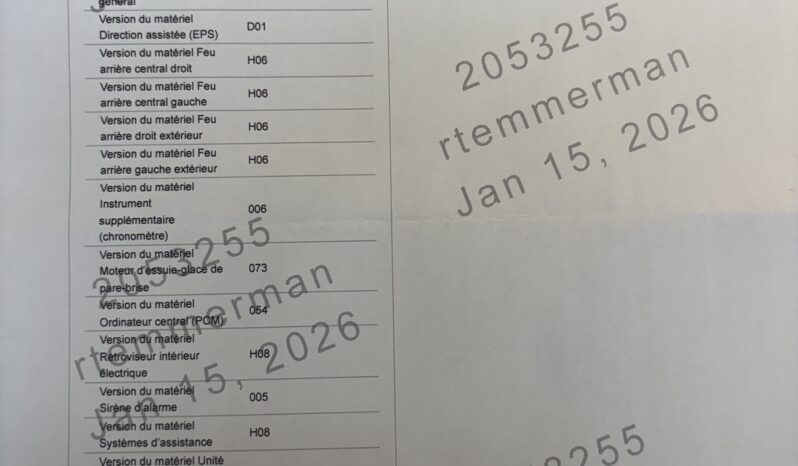 général
Version du matériel
Direction assistée (EPS)
D01
Version du matériel Feu
arrière central droit
H06
Version du matériel Feu
arrière central gauche
H06
Version du matériel Feu
arrière droit extérieur
H06
Version du matériel Feu
arrière gauche extérieur
H06
Version du matériel
Instrument
supplémentaire
(chronomètre)
006
Version du matériel
Moteur d'essuie-glace de
pare-brise
073
Version du matériel
Ordinateur central (PCM)
054
Version du matériel
Rétroviseur intérieur
électrique
H08
Version du matériel
Sirène d'alarme
005
Version du matériel
Systèmes d'assistance
H08
Version du matériel Unité
2053255
rtemmerman
Jan 15, 2026
2053255
rtemmerman
Jan 15, 2026
3255